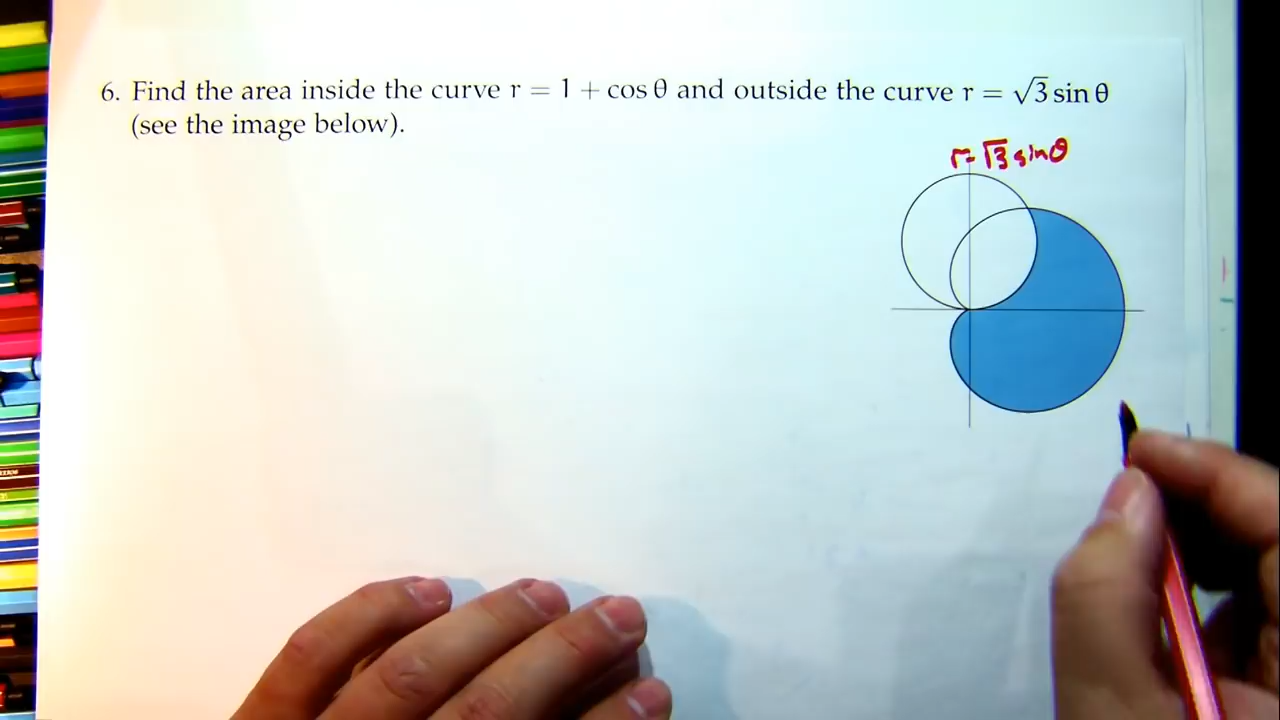 6. Find the area inside the curve r = 1 + cos θ and outside the curve r = √3 sin θ
(see the image below).
r=√3 sinθ